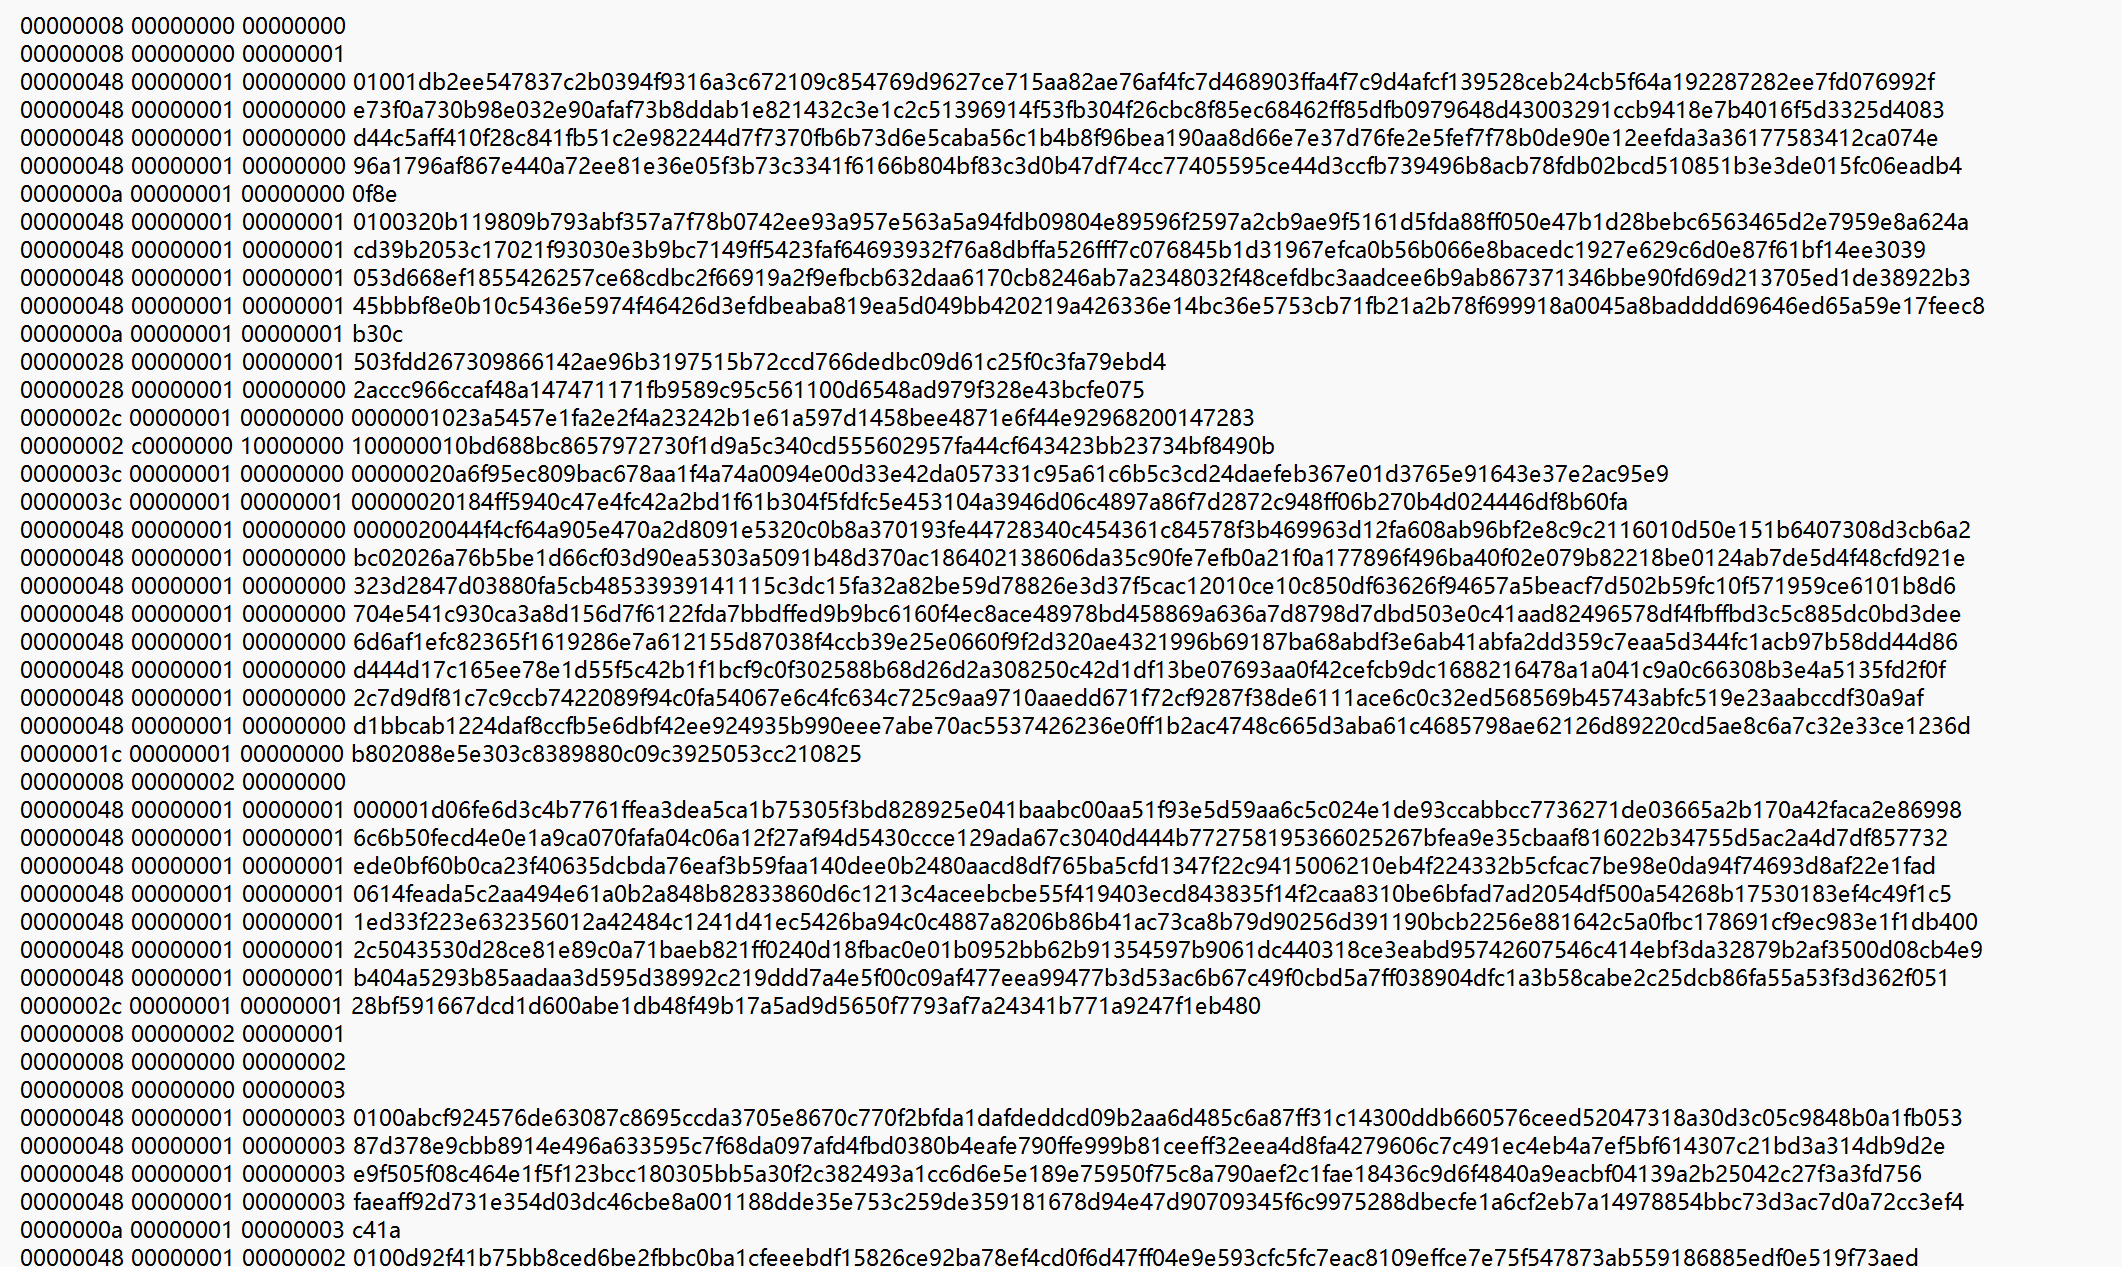 00000008 00000000 00000000
00000008 00000000 00000001
00000048 00000001 00000000 01001db2ee547837c2b0394f9316a3c672109c854769d9627ce715aa82ae76af4fc7d468903ffa4f7c9d4afcf139528ceb24cb5f64a192287282ee7fd076992f
00000048 00000001 00000000 e73f0a730b98e032e90afaf73b8ddab1e821432c3e1c2c51396914f53fb304f26cbc8f85ec68462ff85dfb0979648d43003291ccb9418e7b4016f5d3325d4083
00000048 00000001 00000000 d44c5aff410f28c841fb51c2e982244d7f7370fb6b73d6e5caba56c1b4b8f96bea190aa8d66e7e37d76fe2e5fef7f78b0de90e12eefda3a36177583412ca074e
00000048 00000001 00000000 96a1796af867e440a72ee81e36e05f3b73c3341f6166b804bf83c3d0b47df74cc77405595ce44d3ccfb739496b8acb78fdb02bcd510851b3e3de015fc06eadb4
0000000a 00000001 00000000 0f8e
00000048 00000001 00000001 0100320b119809b793abf357a7f78b0742ee93a957e563a5a94fdb09804e89596f2597a2cb9ae9f5161d5fda88ff050e47b1d28bebc6563465d2e7959e8a624a
00000048 00000001 00000001 cd39b2053c17021f93030e3b9bc7149ff5423faf64693932f76a8dbffa526fff7c076845b1d31967efca0b56b066e8bacedc1927e629c6d0e87f61bf14ee3039
00000048 00000001 00000001 053d668ef1855426257ce68cdbc2f66919a2f9efbcb632daa6170cb8246ab7a2348032f48cefdbc3aadcee6b9ab867371346bbe90fd69d213705ed1de38922b3
00000048 00000001 00000001 45bbbf8e0b10c5436e5974f46426d3efdbeaba819ea5d049bb420219a426336e14bc36e5753cb71fb21a2b78f699918a0045a8badddd69646ed65a59e17feec8
0000000a 00000001 00000001 b30c
00000028 00000001 00000001 503fdd267309866142ae96b3197515b72ccd766dedbc09d61c25f0c3fa79ebd4
00000028 00000001 00000000 2accc966ccaf48a147471171fb9589c95c561100d6548ad979f328e43bcfe075
0000002c 00000001 00000000 0000001023a5457e1fa2e2f4a23242b1e61a597d1458bee4871e6f44e92968200147283
00000002 c0000000 10000000 100000010bd688bc8657972730f1d9a5c340cd555602957fa44cf643423bb23734bf8490b
0000003c 00000001 00000000 00000020a6f95ec809bac678aa1f4a74a0094e00d33e42da057331c95a61c6b5c3cd24daefeb367e01d3765e91643e37e2ac95e9
0000003c 00000001 00000001 00000020184ff5940c47e4fc42a2bd1f61b304f5fdfc5e453104a3946d06c4897a86f7d2872c948ff06b270b4d024446df8b60fa
00000048 00000001 00000000 0000020044f4cf64a905e470a2d8091e5320c0b8a370193fe44728340c454361c84578f3b469963d12fa608ab96bf2e8c9c2116010d50e151b6407308d3cb6a2
00000048 00000001 00000000 bc02026a76b5be1d66cf03d90ea5303a5091b48d370ac186402138606da35c90fe7efb0a21f0a177896f496ba40f02e079b82218be0124ab7de5d4f48cfd921e
00000048 00000001 00000000 323d2847d03880fa5cb48533939141115c3dc15fa32a82be59d78826e3d37f5cac12010ce10c850df63626f94657a5beacf7d502b59fc10f571959ce6101b8d6
00000048 00000001 00000000 704e541c930ca3a8d156d7f6122fda7bbdffed9b9bc6160f4ec8ace48978bd458869a636a7d8798d7dbd503e0c41aad82496578df4fbffbd3c5c885dc0bd3dee
00000048 00000001 00000000 6d6af1efc82365f1619286e7a612155d87038f4ccb39e25e0660f9f2d320ae4321996b69187ba68abdf3e6ab41abfa2dd359c7eaa5d344fc1acb97b58dd44d86
00000048 00000001 00000000 d444d17c165ee78e1d55f5c42b1f1bcf9c0f302588b68d26d2a308250c42d1df13be07693aa0f42cefcb9dc1688216478a1a041c9a0c66308b3e4a5135fd2f0f
00000048 00000001 00000000 2c7d9df81c7c9ccb7422089f94c0fa54067e6c4fc634c725c9aa9710aaedd671f72cf9287f38de6111ace6c0c32ed568569b45743abfc519e23aabccdf30a9af
00000048 00000001 00000000 d1bbcab1224daf8ccfb5e6dbf42ee924935b990eee7abe70ac5537426236e0ff1b2ac4748c665d3aba61c4685798ae62126d89220cd5ae8c6a7c32e33ce1236d
0000001c 00000001 00000000 b802088e5e303c8389880c09c3925053cc210825
00000008 00000002 00000000
00000048 00000001 00000001 000001d06fe6d3c4b7761ffea3dea5ca1b75305f3bd828925e041baabc00aa51f93e5d59aa6c5c024e1de93ccabbcc7736271de03665a2b170a42faca2e86998
00000048 00000001 00000001 6c6b50fecd4e0e1a9ca070fafa04c06a12f27af94d5430ccce129ada67c3040d444b772758195366025267bfea9e35cbaaf816022b34755d5ac2a4d7df857732
00000048 00000001 00000001 ede0bf60b0ca23f40635dcbda76eaf3b59faa140dee0b2480aacd8df765ba5cfd1347f22c9415006210eb4f224332b5cfcac7be98e0da94f74693d8af22e1fad
00000048 00000001 00000001 0614feada5c2aa494e61a0b2a848b82833860d6c1213c4aceebcbe55f419403ecd843835f14f2caa8310be6bfad7ad2054df500a54268b17530183ef4c49f1c5
00000048 00000001 00000001 1ed33f223e632356012a42484c1241d41ec5426ba94c0c4887a8206b86b41ac73ca8b79d90256d391190bcb2256e881642c5a0fbc178691cf9ec983e1f1db400
00000048 00000001 00000001 2c5043530d28ce81e89c0a71baeb821ff0240d18fbac0e01b0952bb62b91354597b9061dc440318ce3eabd95742607546c414ebf3da32879b2af3500d08cb4e9
00000048 00000001 00000001 b404a5293b85aadaa3d595d38992c219ddd7a4e5f00c09af477eea99477b3d53ac6b67c49f0cbd5a7ff038904dfc1a3b58cabe2c25dcb86fa55a53f3d362f051
0000002c 00000001 00000001 28bf591667dcd1d600abe1db48f49b17a5ad9d5650f7793af7a24341b771a9247f1eb480
00000008 00000002 00000001
00000008 00000000 00000002
00000008 00000000 00000003
00000048 00000001 00000003 0100abcf924576de63087c8695ccda3705e8670c770f2bfda1dafdeddcd09b2aa6d485c6a87ff31c14300ddb660576ceed52047318a30d3c05c9848b0a1fb053
00000048 00000001 00000003 87d378e9cbb8914e496a633595c7f68da097afd4fbd0380b4eafe790ffe999b81ceeff32eea4d8fa4279606c7c491ec4eb4a7ef5bf614307c21bd3a314db9d2e
00000048 00000001 00000003 e9f505f08c464e1f5f123bcc180305bb5a30f2c382493a1cc6d6e5e189e75950f75c8a790aef2c1fae18436c9d6f4840a9eacbf04139a2b25042c27f3a3fd756
00000048 00000001 00000003 faeaff92d731e354d03dc46cbe8a001188dde35e753c259de359181678d94e47d90709345f6c9975288dbecfe1a6cf2eb7a14978854bbc73d3ac7d0a72cc3ef4
0000000a 00000001 00000003 c41a
00000048 00000001 00000002 0100d92f41b75bb8ced6be2fbbc0ba1cfeeebdf15826ce92ba78ef4cd0f6d47ff04e9e593cfc5fc7eac8109effce7e75f547873ab559186885edf0e519f73aed